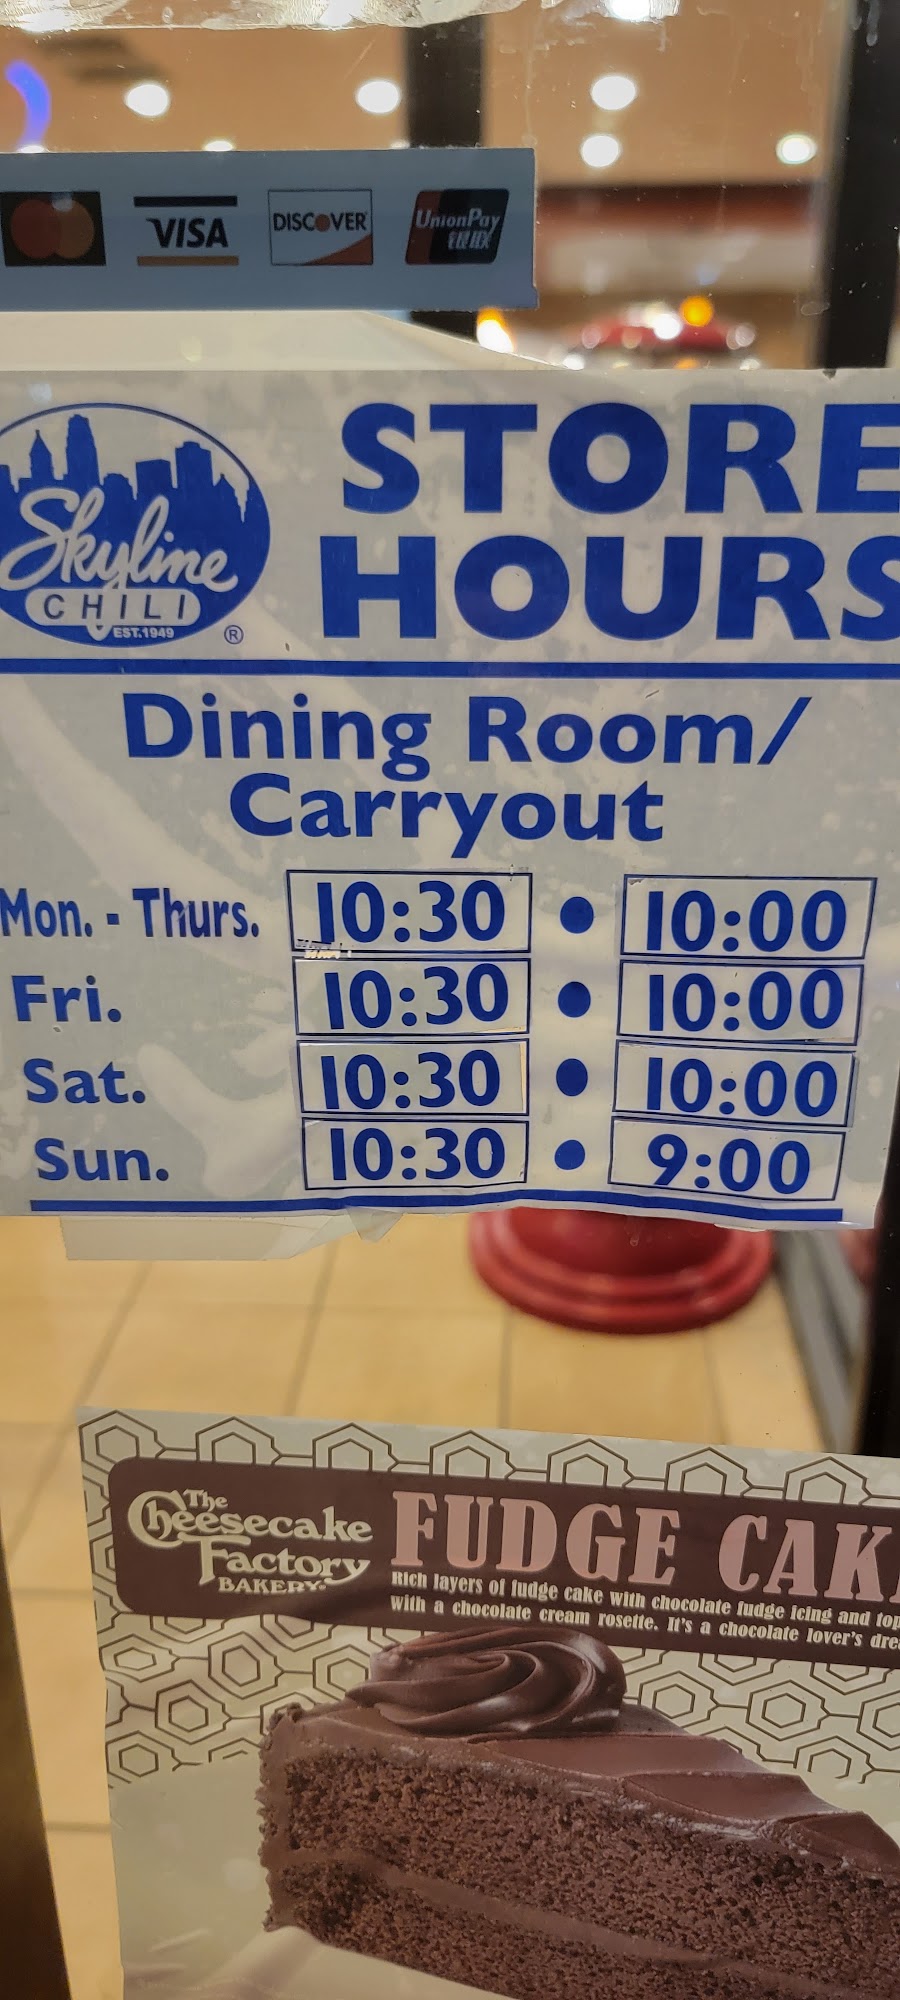 VISA
DISCOVER
UnionPay
银联
Skyline
CHILI
EST.1949
®
STORE
HOURS
Dining Room/
Carryout
Mon. - Thurs. 10:30 • 10:00
Fri. 10:30 • 10:00
Sat. 10:30 • 10:00
Sun. 10:30 • 9:00
The
Cheesecake
Factory
BAKERY®
FUDGE CAK
Rich layers of fudge cake with chocolate fudge icing and top
with a chocolate cream rosette. It's a chocolate lover's dre